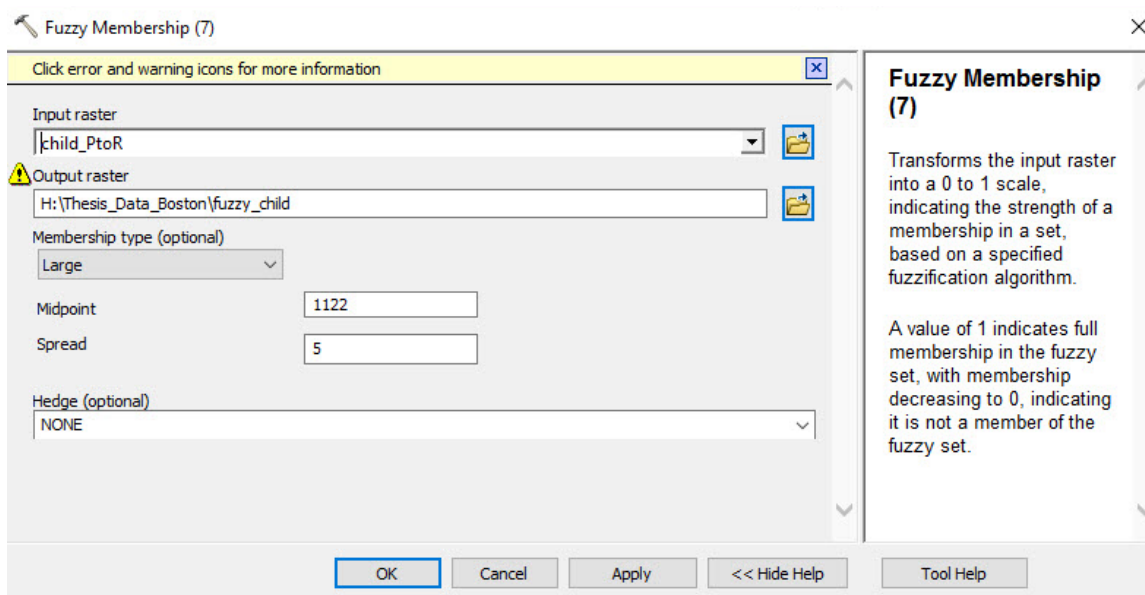 Fuzzy Membership (7)
Click error and warning icons for more information
Input raster
child_PtoR
Output raster
H:\Thesis_Data_Boston\fuzzy_child
Membership type (optional)
Large
Midpoint
1122
Spread
5
Hedge (optional)
NONE
Fuzzy Membership
(7)
Transforms the input raster
into a 0 to 1 scale,
indicating the strength of a
membership in a set,
based on a specified
fuzzification algorithm.
A value of 1 indicates full
membership in the fuzzy
set, with membership
decreasing to 0, indicating
it is not a member of the
fuzzy set.
OK
Cancel
Apply
<< Hide Help
Tool Help